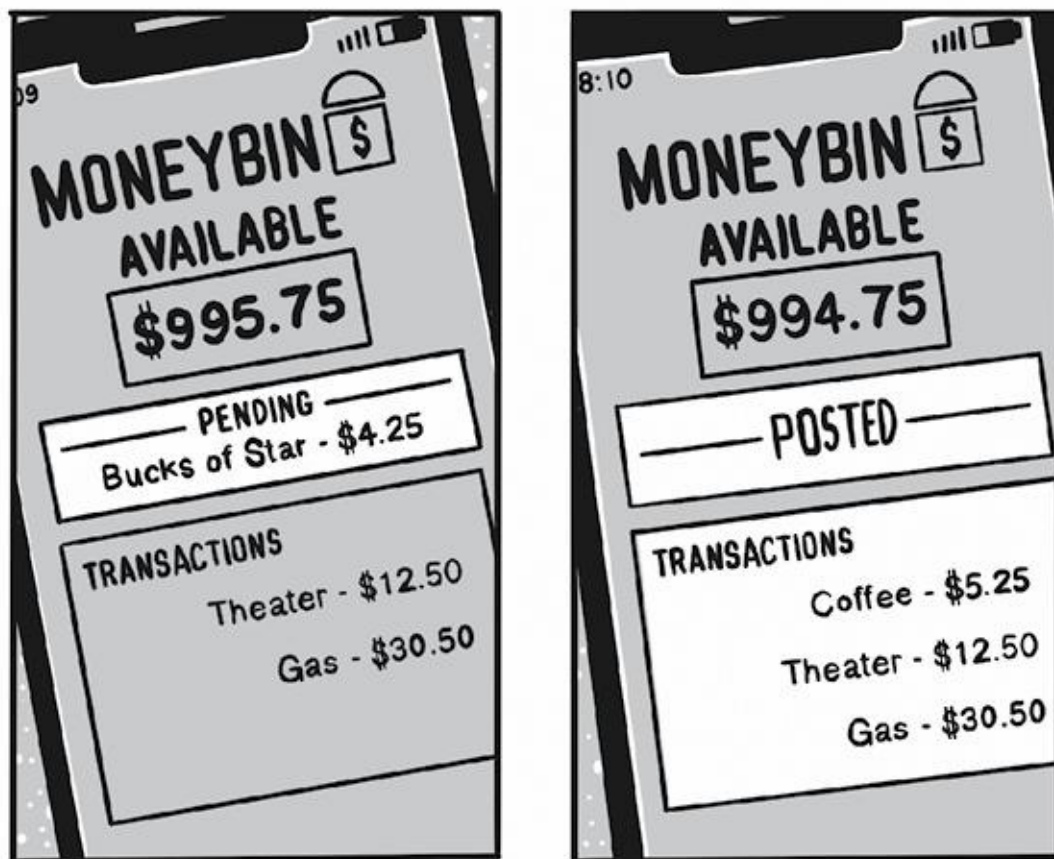 09
MONEYBIN $
AVAILABLE
$995.75
PENDING
Bucks of Star - $4.25
TRANSACTIONS
Theater - $12.50
Gas - $30.50
8:10
MONEYBIN $
AVAILABLE
$994.75
POSTED
TRANSACTIONS
Coffee - $5.25
Theater - $12.50
Gas - $30.50